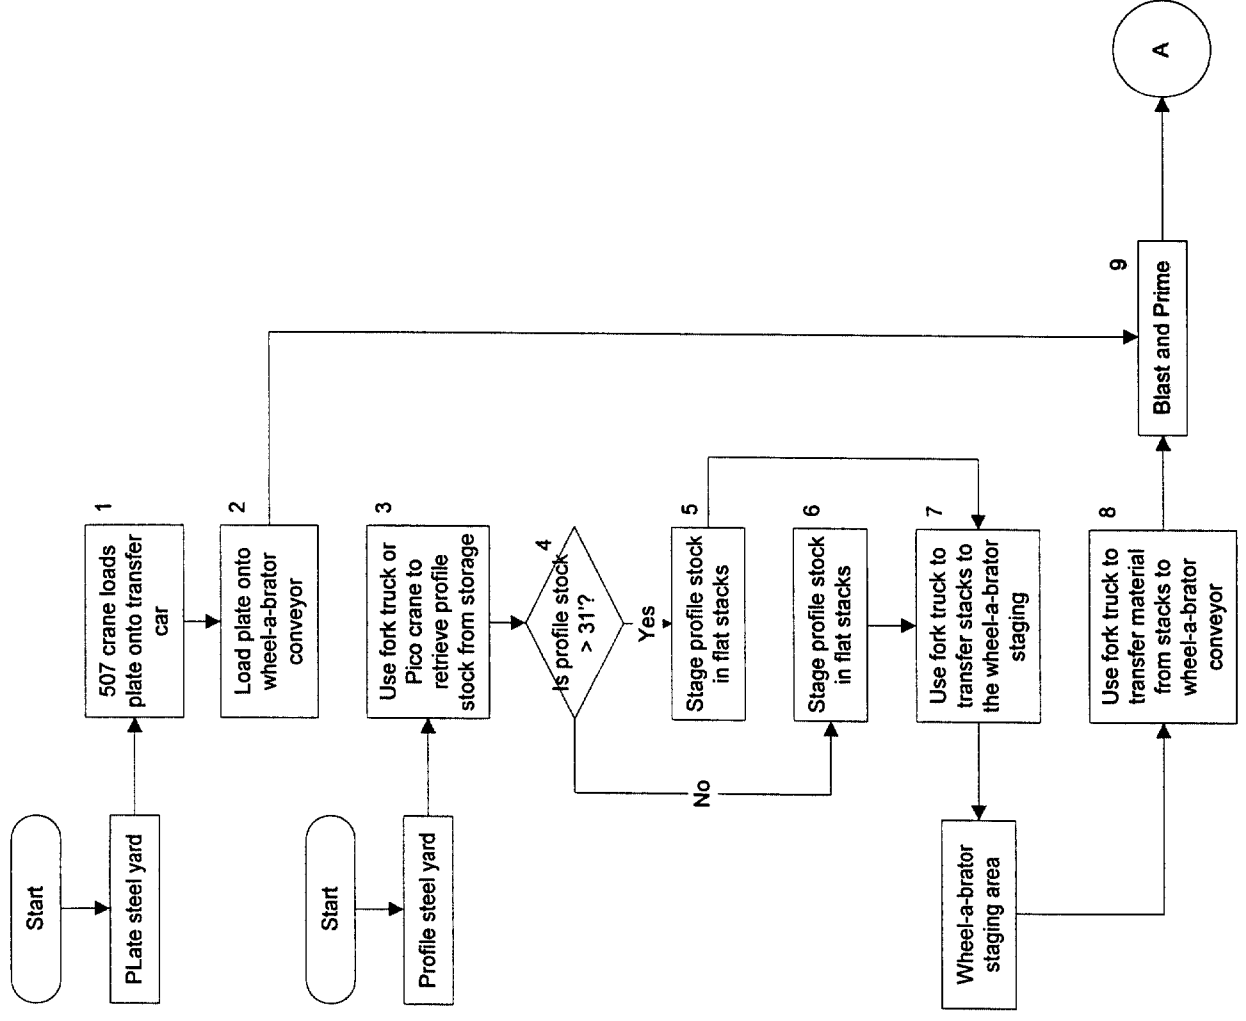 Start
PLate steel yard
1
507 crane loads
plate onto transfer
car
2
Load plate onto
wheel-a-brator
conveyor
Start
Profile steel yard
3
Use fork truck or
Pico crane to
retrieve profile
stock from storage
4
Is profile stock
> 31'?
Yes
No
5
Stage profile stock
in flat stacks
6
Stage profile stock
in flat stacks
7
Use fork truck to
transfer stacks to
the wheel-a-brator
staging
Wheel-a-brator
staging area
8
Use fork truck to
transfer material
from stacks to
wheel-a-brator
conveyor
9
Blast and Prime
A